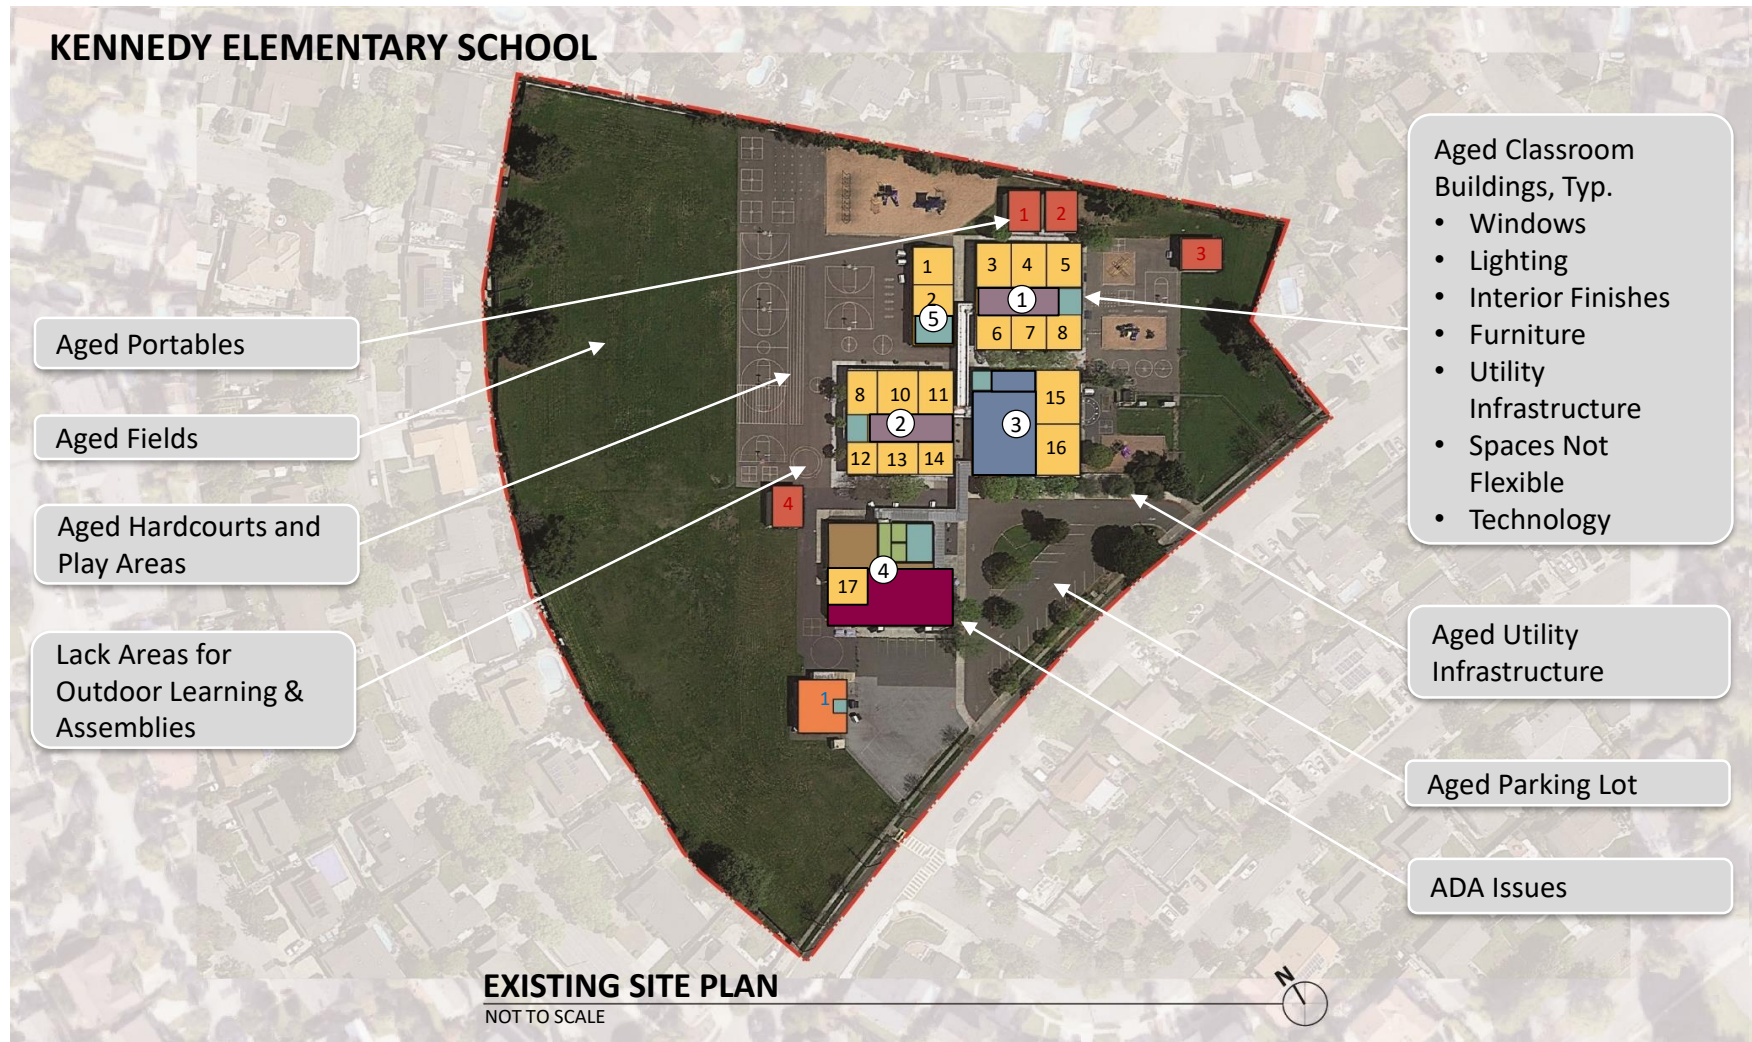 KENNEDY ELEMENTARY SCHOOL
Aged Portables
Aged Fields
Aged Hardcourts and
Play Areas
Lack Areas for
Outdoor Learning &
Assemblies
1
2
3
1
2
5
3
4
5
1
6
7
8
8
10
11
2
12
13
14
15
3
16
4
4
17
1
Aged Classroom
Buildings, Typ.
• Windows
• Lighting
• Interior Finishes
• Furniture
• Utility
Infrastructure
• Spaces Not
Flexible
• Technology
Aged Utility
Infrastructure
Aged Parking Lot
ADA Issues
EXISTING SITE PLAN
NOT TO SCALE
N